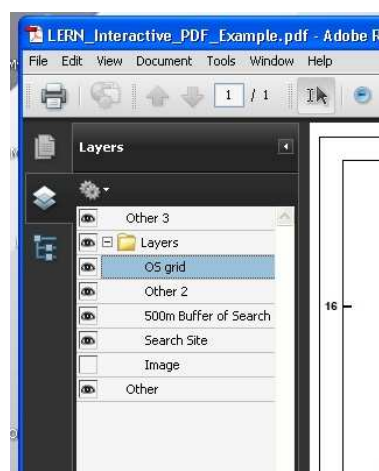 LERN_Interactive_PDF_Example.pdf - Adobe R
File Edit View Document Tools Window Help
1 / 1
Layers
Other 3
Layers
OS grid
Other 2
500m Buffer of Search
Search Site
Image
Other
16